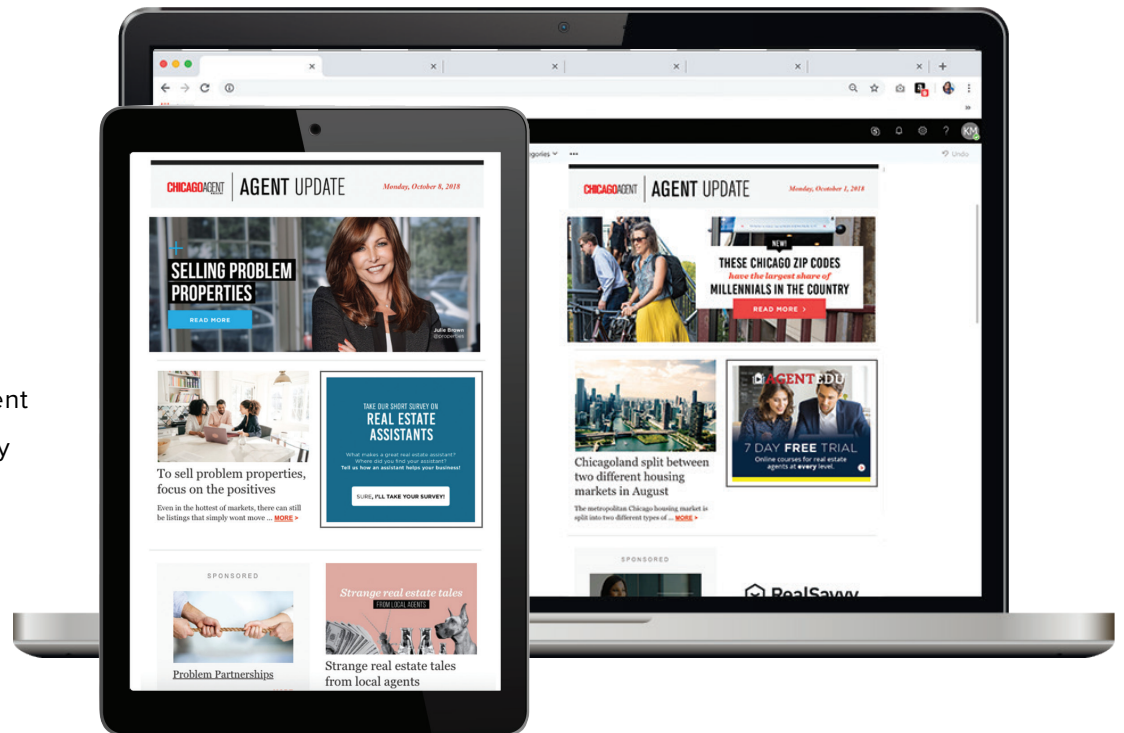 ent
y
CHICAGOAGENT
AGENT UPDATE
Monday, October 8, 2018
SELLING PROBLEM
PROPERTIES
READ MORE
Julie Brown
@properties
To sell problem properties,
focus on the positives
Even in the hottest of markets, there can still
be listings that simply wont move ... MORE >
TAKE OUR SHORT SURVEY ON
REAL ESTATE
ASSISTANTS
What makes a great real estate assistant?
Where did you find your assistant?
Tell us how an assistant helps your business!
SURE, I'LL TAKE YOUR SURVEY!
SPONSORED
Problem Partnerships
Strange real estate tales
FROM LOCAL AGENTS
Strange real estate tales
from local agents
KM
gories
Undo
CHICAGOAGENT
AGENT UPDATE
Monday, Ocotober 1, 2018
NEW!
THESE CHICAGO ZIP CODES
have the largest share of
MILLENNIALS IN THE COUNTRY
READ MORE >
Chicagoland split between
two different housing
markets in August
The metropolitan Chicago housing market is
split into two different types of ... MORE >
AGENTEDU
7 DAY FREE TRIAL
Online courses for real estate
agents at every level.
SPONSORED
RealSavvy